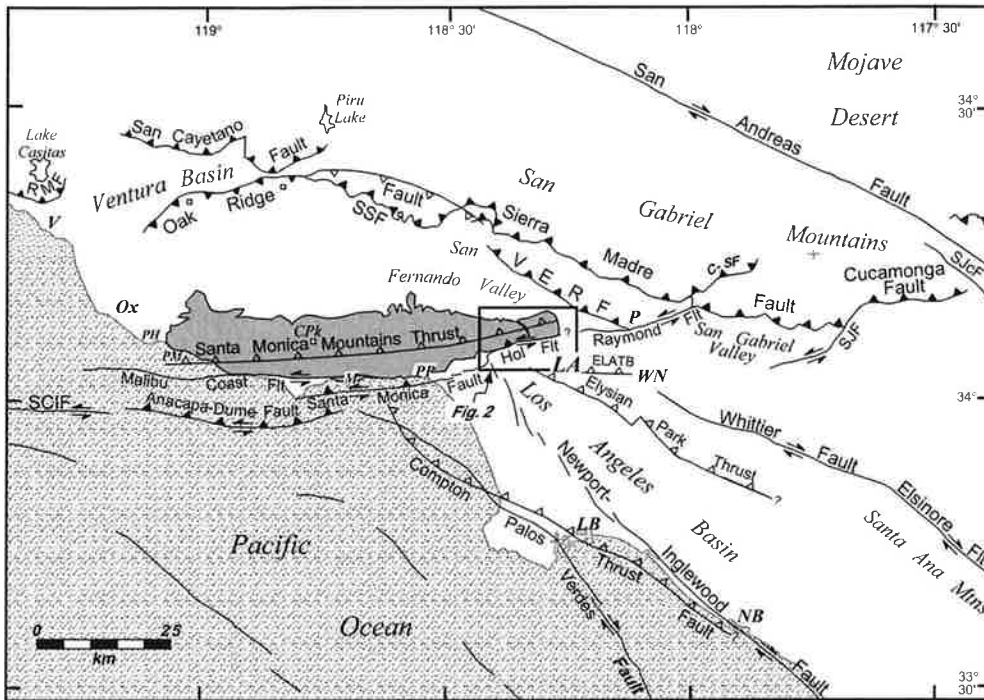 119°
118° 30'
118°
117° 30'
Mojave
Desert
34° 30'
San Andreas Fault
Piru Lake
Lake Casitas
San Cayetano Fault
RMF
Ventura Basin
V
Oak Ridge Fault
SSF
San Gabriel Mountains
Sierra Madre Fault
C-SF
SJcF
Cucamonga Fault
San Fernando Valley
VERF
P
Raymond Flt
San Gabriel Valley
SJF
Ox
PH
CPk
Santa Monica Mountains Thrust
?
PM
Hol Flt
LA
ELATB
WN
Malibu Coast Flt
MP
PP
SCIF
Anacapa-Dume Fault
Santa Monica Fault
Fig. 2
34°
Elysian Park Thrust
?
Whittier Fault
Los Angeles Basin
Newport-Inglewood Fault
Elsinore Flt
Santa Ana Mtns
Compton Thrust Fault
?
Palos Verdes Fault
LB
NB
Pacific Ocean
0
25
km
33° 30'